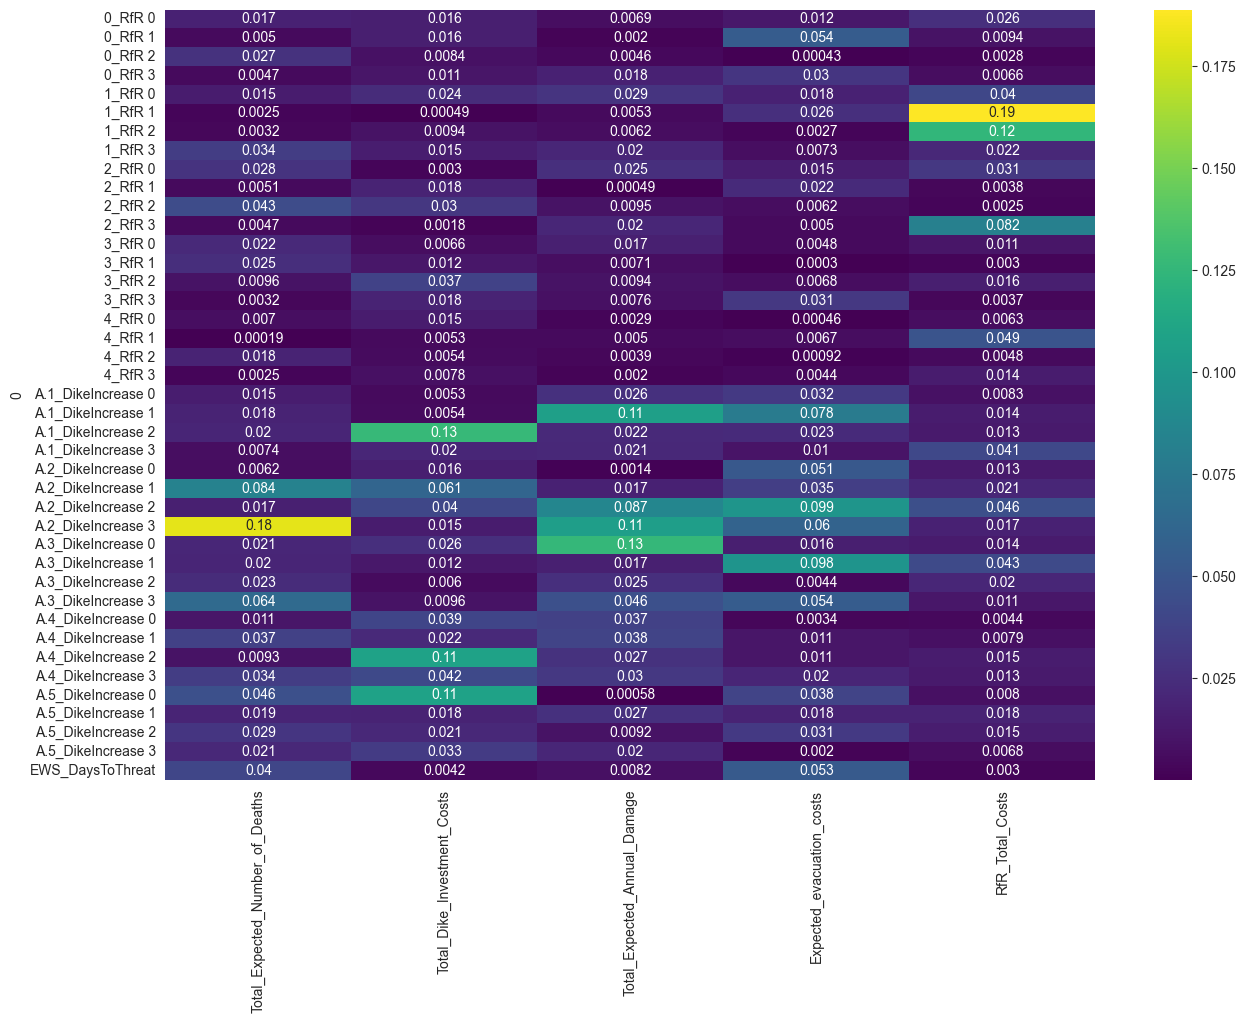 0_RfR 0 0.017 0.016 0.0069 0.012 0.026
0_RfR 1 0.005 0.016 0.002 0.054 0.0094
0_RfR 2 0.027 0.0084 0.0046 0.00043 0.0028
0_RfR 3 0.0047 0.011 0.018 0.03 0.0066
1_RfR 0 0.015 0.024 0.029 0.018 0.04
1_RfR 1 0.0025 0.00049 0.0053 0.026 0.19
1_RfR 2 0.0032 0.0094 0.0062 0.0027 0.12
1_RfR 3 0.034 0.015 0.02 0.0073 0.022
2_RfR 0 0.028 0.003 0.025 0.015 0.031
2_RfR 1 0.0051 0.018 0.00049 0.022 0.0038
2_RfR 2 0.043 0.03 0.0095 0.0062 0.0025
2_RfR 3 0.0047 0.0018 0.02 0.005 0.082
3_RfR 0 0.022 0.0066 0.017 0.0048 0.011
3_RfR 1 0.025 0.012 0.0071 0.0003 0.003
3_RfR 2 0.0096 0.037 0.0094 0.0068 0.016
3_RfR 3 0.0032 0.018 0.0076 0.031 0.0037
4_RfR 0 0.007 0.015 0.0029 0.00046 0.0063
4_RfR 1 0.00019 0.0053 0.005 0.0067 0.049
4_RfR 2 0.018 0.0054 0.0039 0.00092 0.0048
4_RfR 3 0.0025 0.0078 0.002 0.0044 0.014
A.1_DikeIncrease 0 0.015 0.0053 0.026 0.032 0.0083
0
A.1_DikeIncrease 1 0.018 0.0054 0.11 0.078 0.014
A.1_DikeIncrease 2 0.02 0.13 0.022 0.023 0.013
A.1_DikeIncrease 3 0.0074 0.02 0.021 0.01 0.041
A.2_DikeIncrease 0 0.0062 0.016 0.0014 0.051 0.013
A.2_DikeIncrease 1 0.084 0.061 0.017 0.035 0.021
A.2_DikeIncrease 2 0.017 0.04 0.087 0.099 0.046
A.2_DikeIncrease 3 0.18 0.015 0.11 0.06 0.017
A.3_DikeIncrease 0 0.021 0.026 0.13 0.016 0.014
A.3_DikeIncrease 1 0.02 0.012 0.017 0.098 0.043
A.3_DikeIncrease 2 0.023 0.006 0.025 0.0044 0.02
A.3_DikeIncrease 3 0.064 0.0096 0.046 0.054 0.011
A.4_DikeIncrease 0 0.011 0.039 0.037 0.0034 0.0044
A.4_DikeIncrease 1 0.037 0.022 0.038 0.011 0.0079
A.4_DikeIncrease 2 0.0093 0.11 0.027 0.011 0.015
A.4_DikeIncrease 3 0.034 0.042 0.03 0.02 0.013
A.5_DikeIncrease 0 0.046 0.11 0.00058 0.038 0.008
A.5_DikeIncrease 1 0.019 0.018 0.027 0.018 0.018
A.5_DikeIncrease 2 0.029 0.021 0.0092 0.031 0.015
A.5_DikeIncrease 3 0.021 0.033 0.02 0.002 0.0068
EWS_DaysToThreat 0.04 0.0042 0.0082 0.053 0.003
Total_Expected_Number_of_Deaths
Total_Dike_Investment_Costs
Total_Expected_Annual_Damage
Expected_evacuation_costs
RfR_Total_Costs
0.175
0.150
0.125
0.100
0.075
0.050
0.025